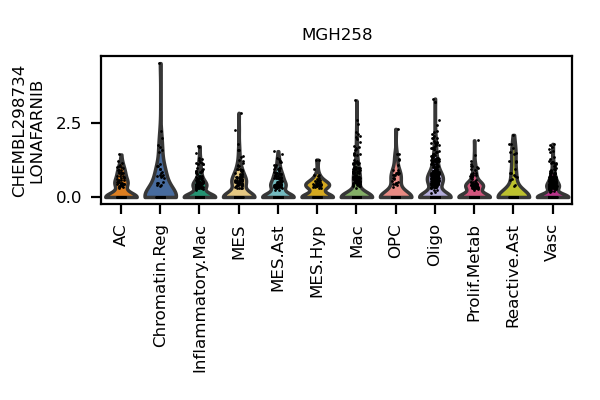 MGH258
CHEMBL298734
LONAFARNIB
2.5
0.0
AC
Chromatin.Reg
Inflammatory.Mac
MES
MES.Ast
MES.Hyp
Mac
OPC
Oligo
Prolif.Metab
Reactive.Ast
Vasc